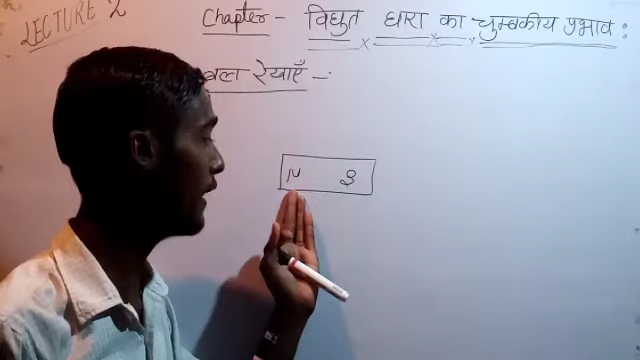 LECTURE 2
Chapter - विद्युत धारा का चुम्बकीय प्रभाव :
बल रेखाएँ -
N S